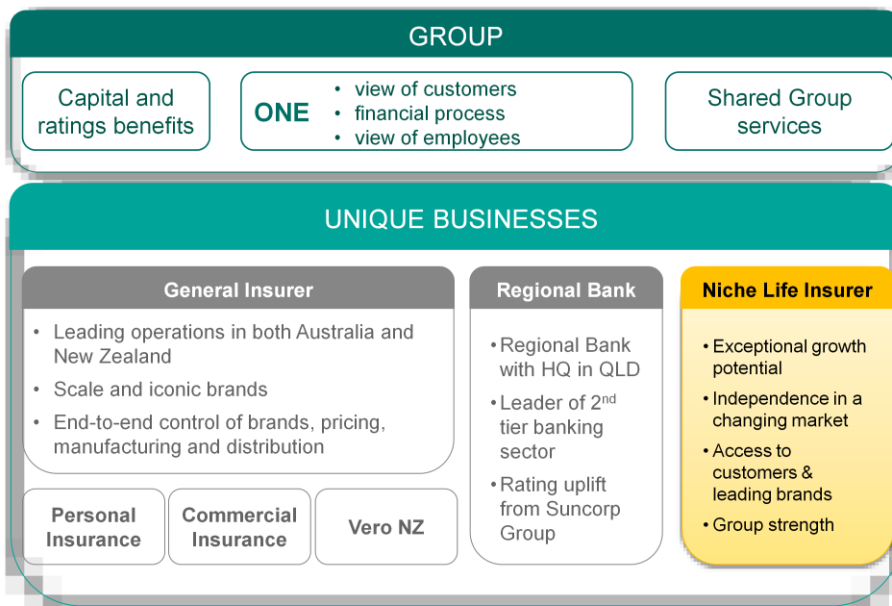 GROUP
Capital and
ratings benefits
ONE
• view of customers
• financial process
• view of employees
Shared Group
services
UNIQUE BUSINESSES
General Insurer
• Leading operations in both Australia and
New Zealand
• Scale and iconic brands
• End-to-end control of brands, pricing,
manufacturing and distribution
Personal
Insurance
Commercial
Insurance
Vero NZ
Regional Bank
• Regional Bank
with HQ in QLD
• Leader of 2nd
tier banking
sector
• Rating uplift
from Suncorp
Group
Niche Life Insurer
• Exceptional growth
potential
• Independence in a
changing market
• Access to
customers &
leading brands
• Group strength